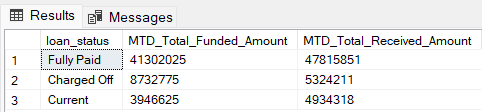 Results Messages
loan_status MTD_Total_Funded_Amount MTD_Total_Received_Amount
1 Fully Paid 41302025 47815851
2 Charged Off 8732775 5324211
3 Current 3946625 4934318